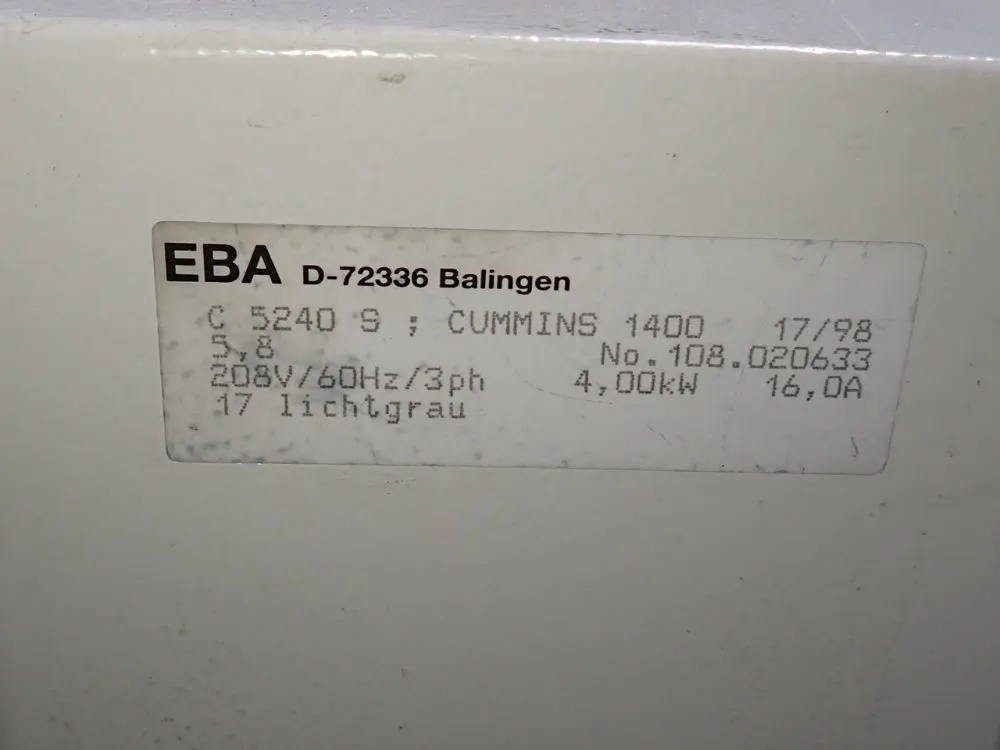 EBA D-72336 Balingen
C 5240 S ; CUMMINS 1400 17/98
5,8 No.108.020633
208V/60Hz/3ph 4,00kW 16,0A
17 lichtgrau